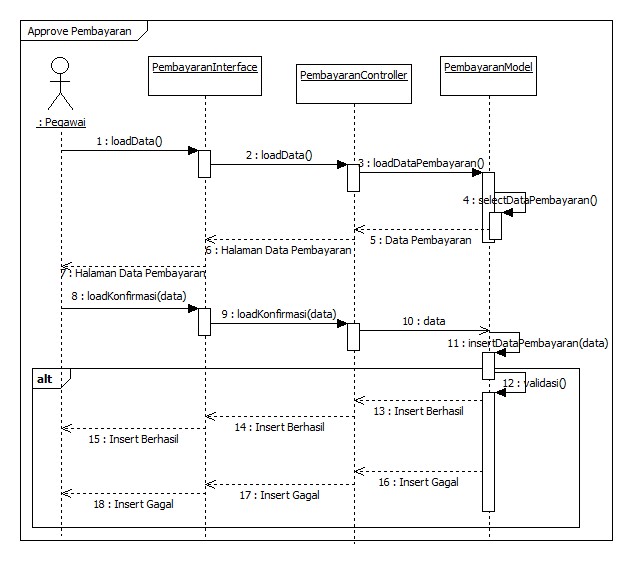 Approve Pembayaran
PembayaranInterface
PembayaranController
PembayaranModel
: Pegawai
1 : loadData()
2 : loadData()
3 : loadDataPembayaran()
4 : selectDataPembayaran()
5 : Data Pembayaran
6 : Halaman Data Pembayaran
7 : Halaman Data Pembayaran
8 : loadKonfirmasi(data)
9 : loadKonfirmasi(data)
10 : data
11 : insertDataPembayaran(data)
alt
12 : validasi()
13 : Insert Berhasil
14 : Insert Berhasil
15 : Insert Berhasil
16 : Insert Gagal
17 : Insert Gagal
18 : Insert Gagal